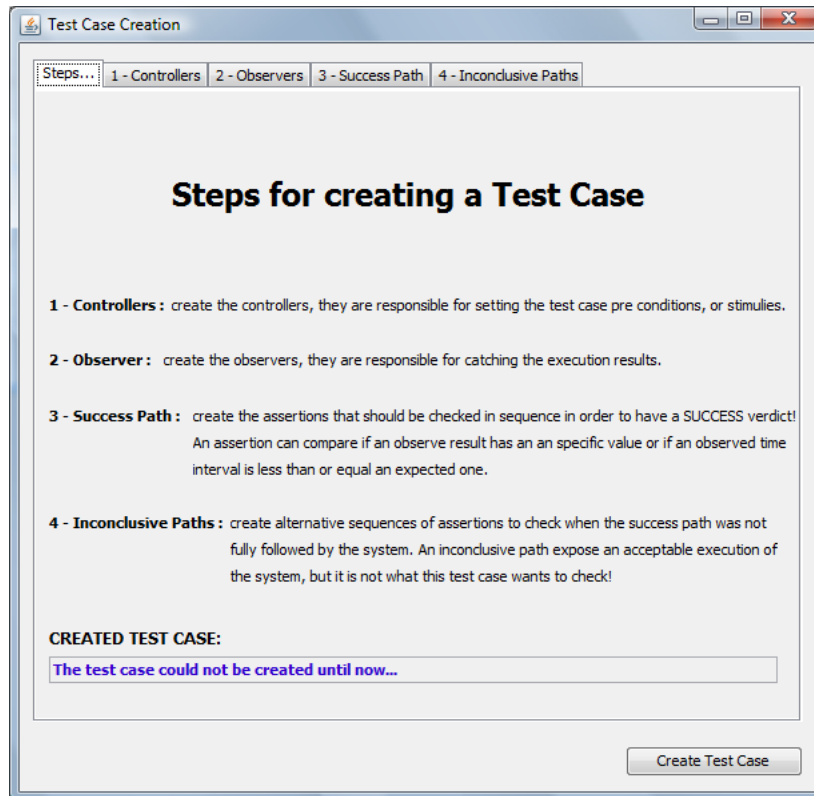 Test Case Creation
Steps... 1 - Controllers 2 - Observers 3 - Success Path 4 - Inconclusive Paths
Steps for creating a Test Case
1 - Controllers : create the controllers, they are responsible for setting the test case pre conditions, or stimulies.
2 - Observer : create the observers, they are responsible for catching the execution results.
3 - Success Path : create the assertions that should be checked in sequence in order to have a SUCCESS verdict!
An assertion can compare if an observe result has an an specific value or if an observed time
interval is less than or equal an expected one.
4 - Inconclusive Paths : create alternative sequences of assertions to check when the success path was not
fully followed by the system. An inconclusive path expose an acceptable execution of
the system, but it is not what this test case wants to check!
CREATED TEST CASE:
The test case could not be created until now...
Create Test Case